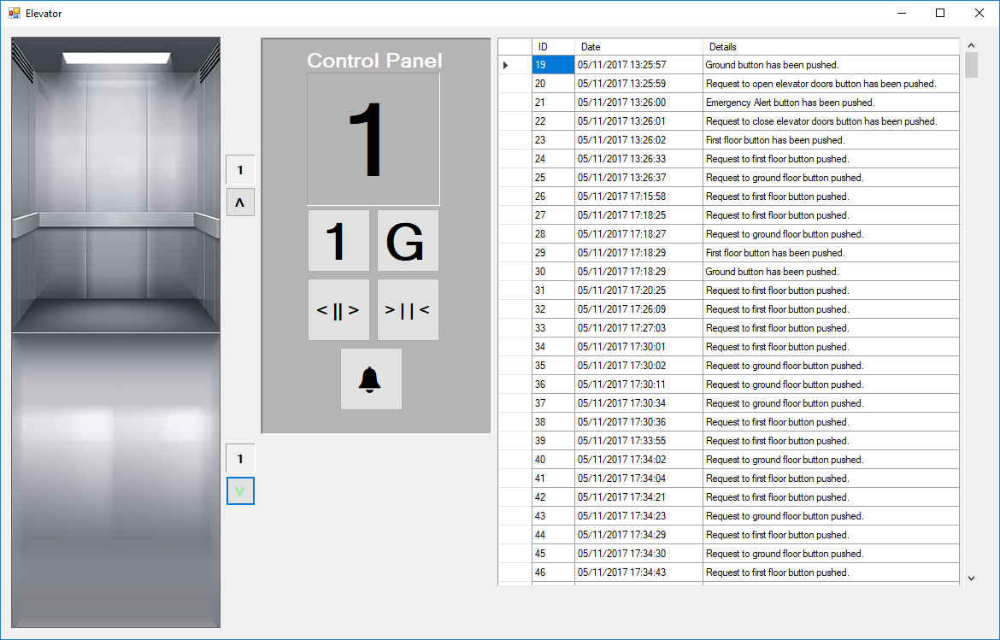 Elevator
1
ʌ
1
v
Control Panel
1
1 G
< || > > | | <
ID Date Details
19 05/11/2017 13:25:57 Ground button has been pushed.
20 05/11/2017 13:25:59 Request to open elevator doors button has been pushed.
21 05/11/2017 13:26:00 Emergency Alert button has been pushed.
22 05/11/2017 13:26:01 Request to close elevator doors button has been pushed.
23 05/11/2017 13:26:02 First floor button has been pushed.
24 05/11/2017 13:26:33 Request to first floor button pushed.
25 05/11/2017 13:26:37 Request to ground floor button pushed.
26 05/11/2017 17:15:58 Request to first floor button pushed.
27 05/11/2017 17:18:25 Request to first floor button pushed.
28 05/11/2017 17:18:27 Request to ground floor button pushed.
29 05/11/2017 17:18:29 First floor button has been pushed.
30 05/11/2017 17:18:29 Ground button has been pushed.
31 05/11/2017 17:20:25 Request to first floor button pushed.
32 05/11/2017 17:26:09 Request to first floor button pushed.
33 05/11/2017 17:27:03 Request to first floor button pushed.
34 05/11/2017 17:30:01 Request to first floor button pushed.
35 05/11/2017 17:30:02 Request to ground floor button pushed.
36 05/11/2017 17:30:11 Request to ground floor button pushed.
37 05/11/2017 17:30:34 Request to ground floor button pushed.
38 05/11/2017 17:30:36 Request to first floor button pushed.
39 05/11/2017 17:33:55 Request to first floor button pushed.
40 05/11/2017 17:34:02 Request to ground floor button pushed.
41 05/11/2017 17:34:04 Request to first floor button pushed.
42 05/11/2017 17:34:21 Request to first floor button pushed.
43 05/11/2017 17:34:23 Request to ground floor button pushed.
44 05/11/2017 17:34:29 Request to first floor button pushed.
45 05/11/2017 17:34:30 Request to ground floor button pushed.
46 05/11/2017 17:34:43 Request to first floor button pushed.